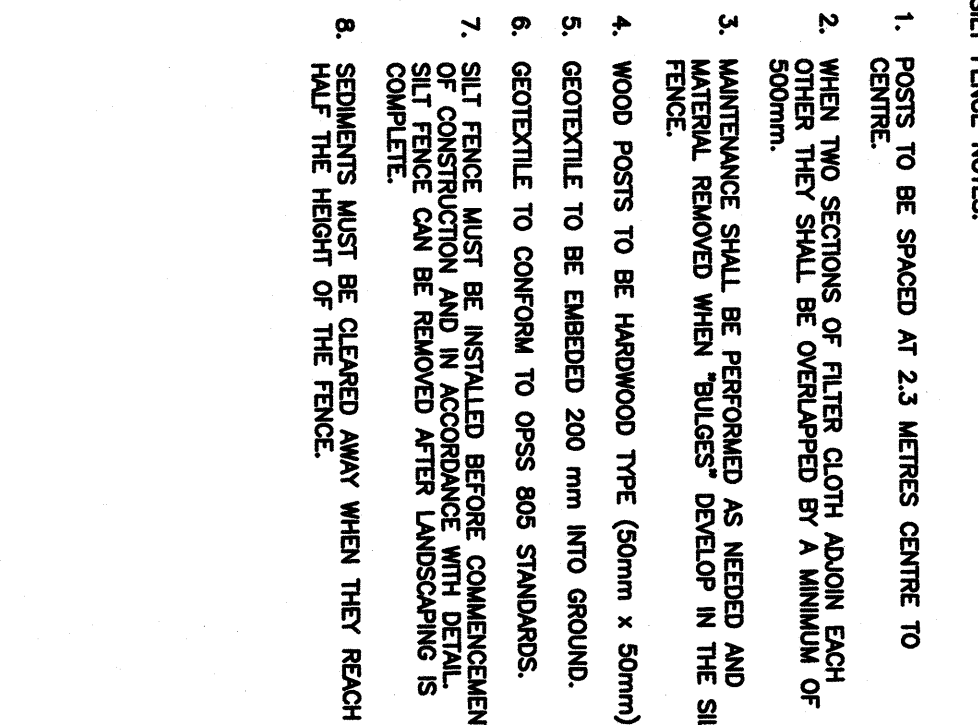 FENCE NOTES:
1. POSTS TO BE SPACED AT 2.3 METRES CENTRE TO
CENTRE.
2. WHEN TWO SECTIONS OF FILTER CLOTH ADJOIN EACH
OTHER THEY SHALL BE OVERLAPPED BY A MINIMUM OF
500mm.
3. MAINTENANCE SHALL BE PERFORMED AS NEEDED AND
MATERIAL REMOVED WHEN "BULGES" DEVELOP IN THE
FENCE.
4. WOOD POSTS TO BE HARDWOOD TYPE (50mm x 50mm)
5. GEOTEXTILE TO BE EMBEDED 200 mm INTO GROUND.
6. GEOTEXTILE TO CONFORM TO OPSS 805 STANDARDS.
7. SILT FENCE MUST BE INSTALLED BEFORE COMMENCEMEN
OF CONSTRUCTION AND IN ACCORDANCE WITH DETAIL.
SILT FENCE CAN BE REMOVED AFTER LANDSCAPING IS
COMPLETE.
8. SEDIMENTS MUST BE CLEARED AWAY WHEN THEY REACH
HALF THE HEIGHT OF THE FENCE.